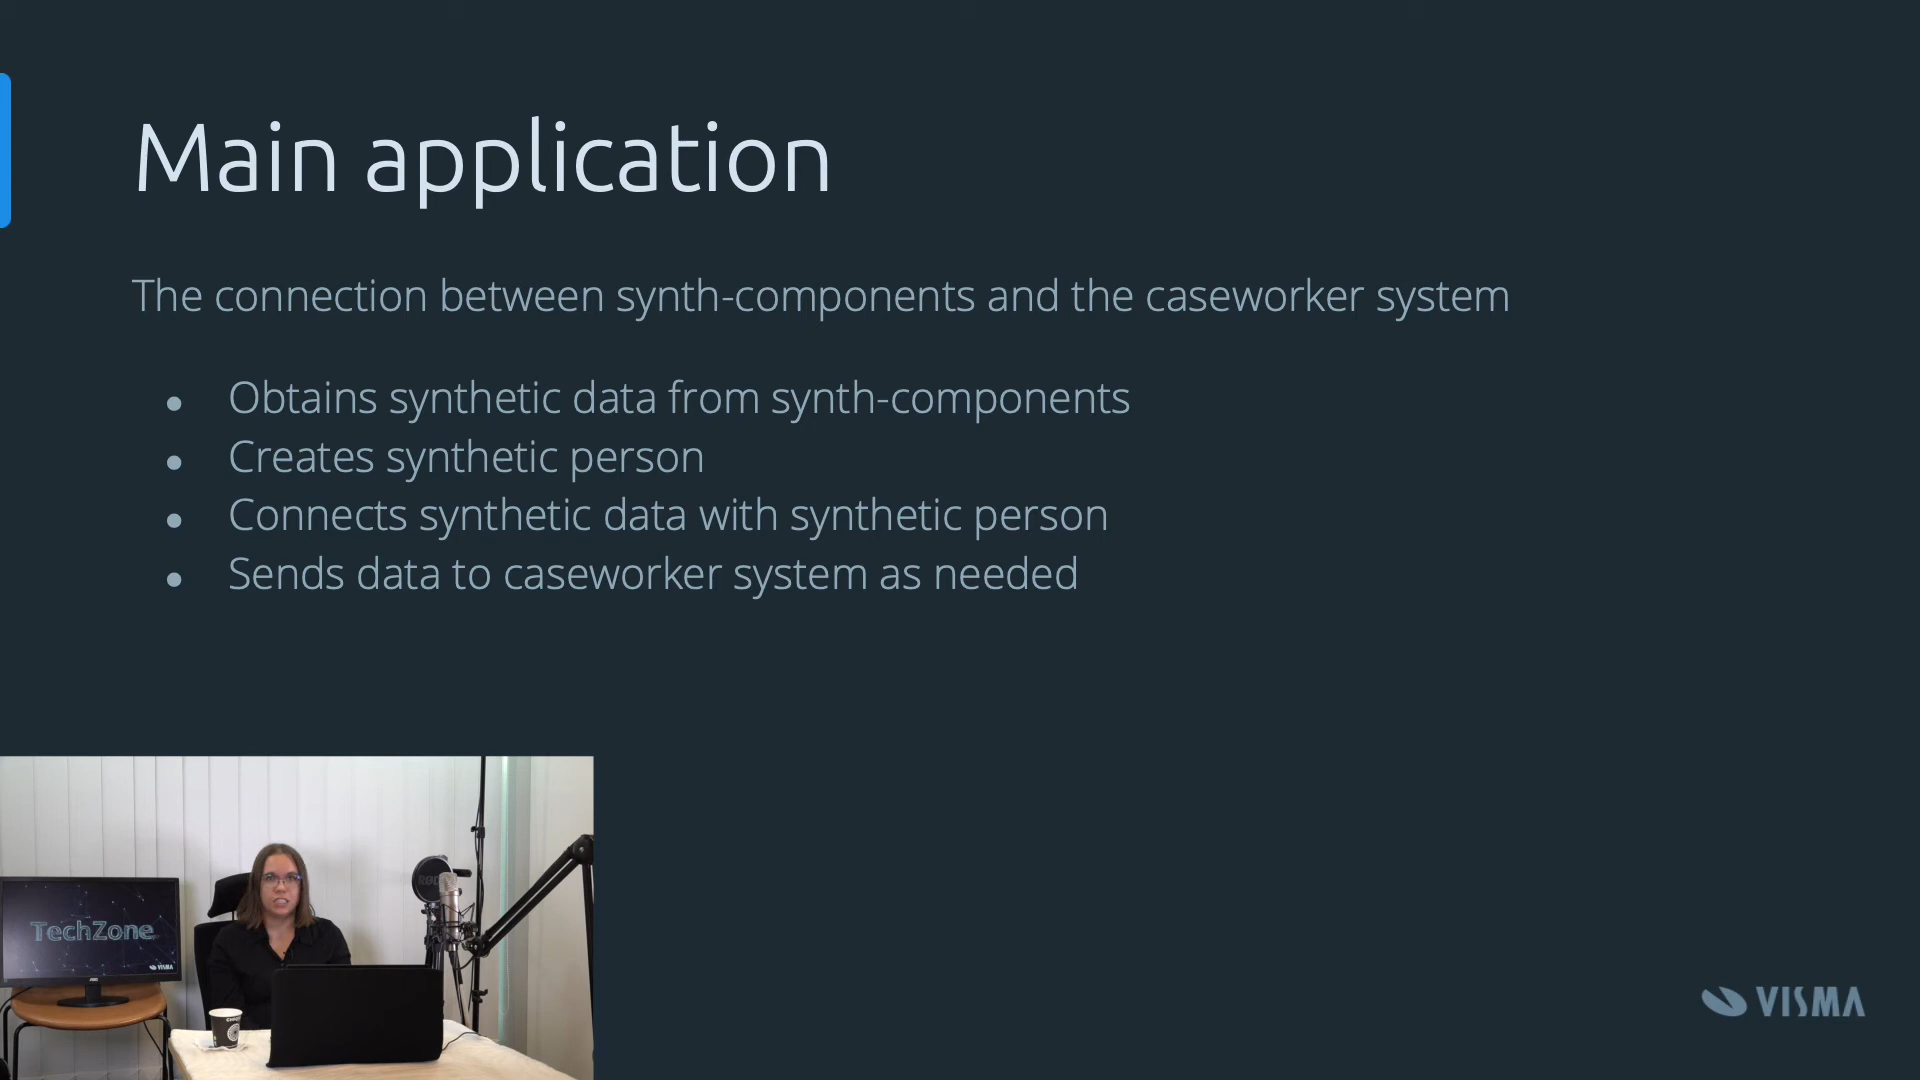 Main application
The connection between synth-components and the caseworker system
Obtains synthetic data from synth-components
Creates synthetic person
Connects synthetic data with synthetic person
Sends data to caseworker system as needed
TechZone
VISMA
VISMA